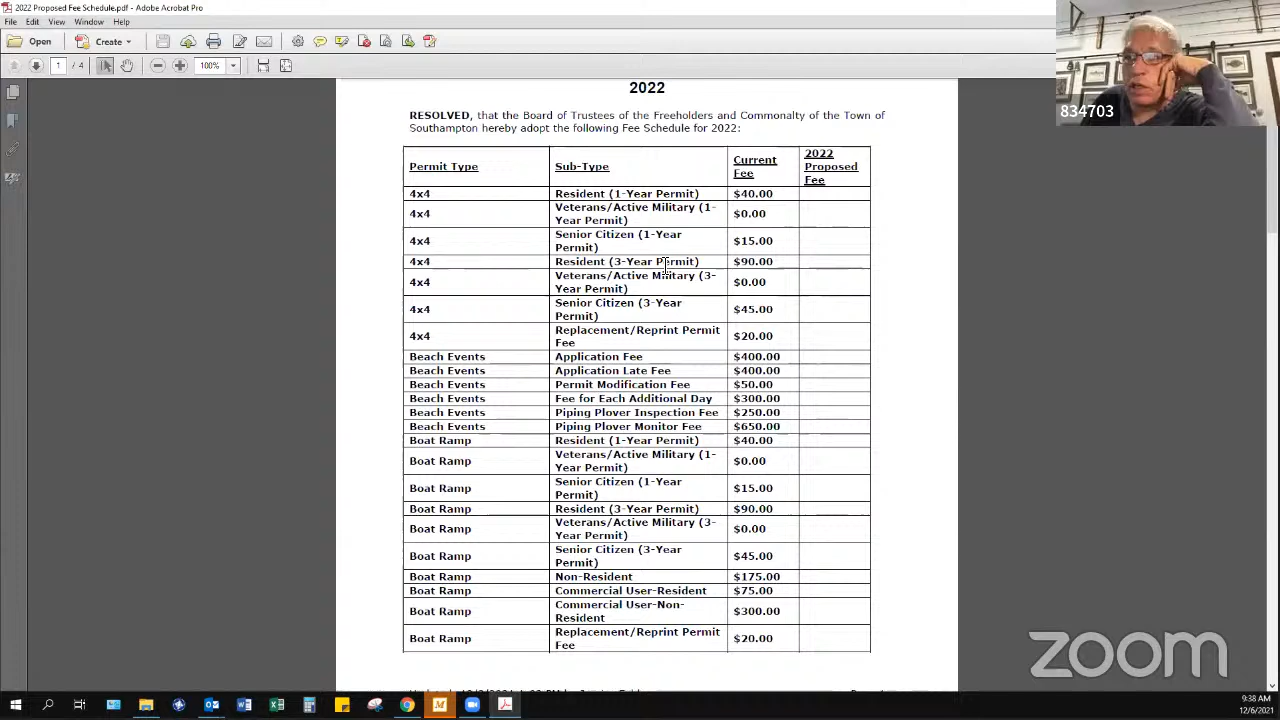 2022 Proposed Fee Schedule.pdf - Adobe Acrobat Pro
File Edit View Window Help
Open Create
1 / 4 100%
834703
2022
RESOLVED, that the Board of Trustees of the Freeholders and Commonalty of the Town of
Southampton hereby adopt the following Fee Schedule for 2022:
Permit Type Sub-Type Current Fee 2022 Proposed Fee
4x4 Resident (1-Year Permit) $40.00
4x4 Veterans/Active Military (1-Year Permit) $0.00
4x4 Senior Citizen (1-Year Permit) $15.00
4x4 Resident (3-Year Permit) $90.00
4x4 Veterans/Active Military (3-Year Permit) $0.00
4x4 Senior Citizen (3-Year Permit) $45.00
4x4 Replacement/Reprint Permit Fee $20.00
Beach Events Application Fee $400.00
Beach Events Application Late Fee $400.00
Beach Events Permit Modification Fee $50.00
Beach Events Fee for Each Additional Day $300.00
Beach Events Piping Plover Inspection Fee $250.00
Beach Events Piping Plover Monitor Fee $650.00
Boat Ramp Resident (1-Year Permit) $40.00
Boat Ramp Veterans/Active Military (1-Year Permit) $0.00
Boat Ramp Senior Citizen (1-Year Permit) $15.00
Boat Ramp Resident (3-Year Permit) $90.00
Boat Ramp Veterans/Active Military (3-Year Permit) $0.00
Boat Ramp Senior Citizen (3-Year Permit) $45.00
Boat Ramp Non-Resident $175.00
Boat Ramp Commercial User-Resident $75.00
Boat Ramp Commercial User-Non-Resident $300.00
Boat Ramp Replacement/Reprint Permit Fee $20.00
zoom
9:38 AM
12/6/2021